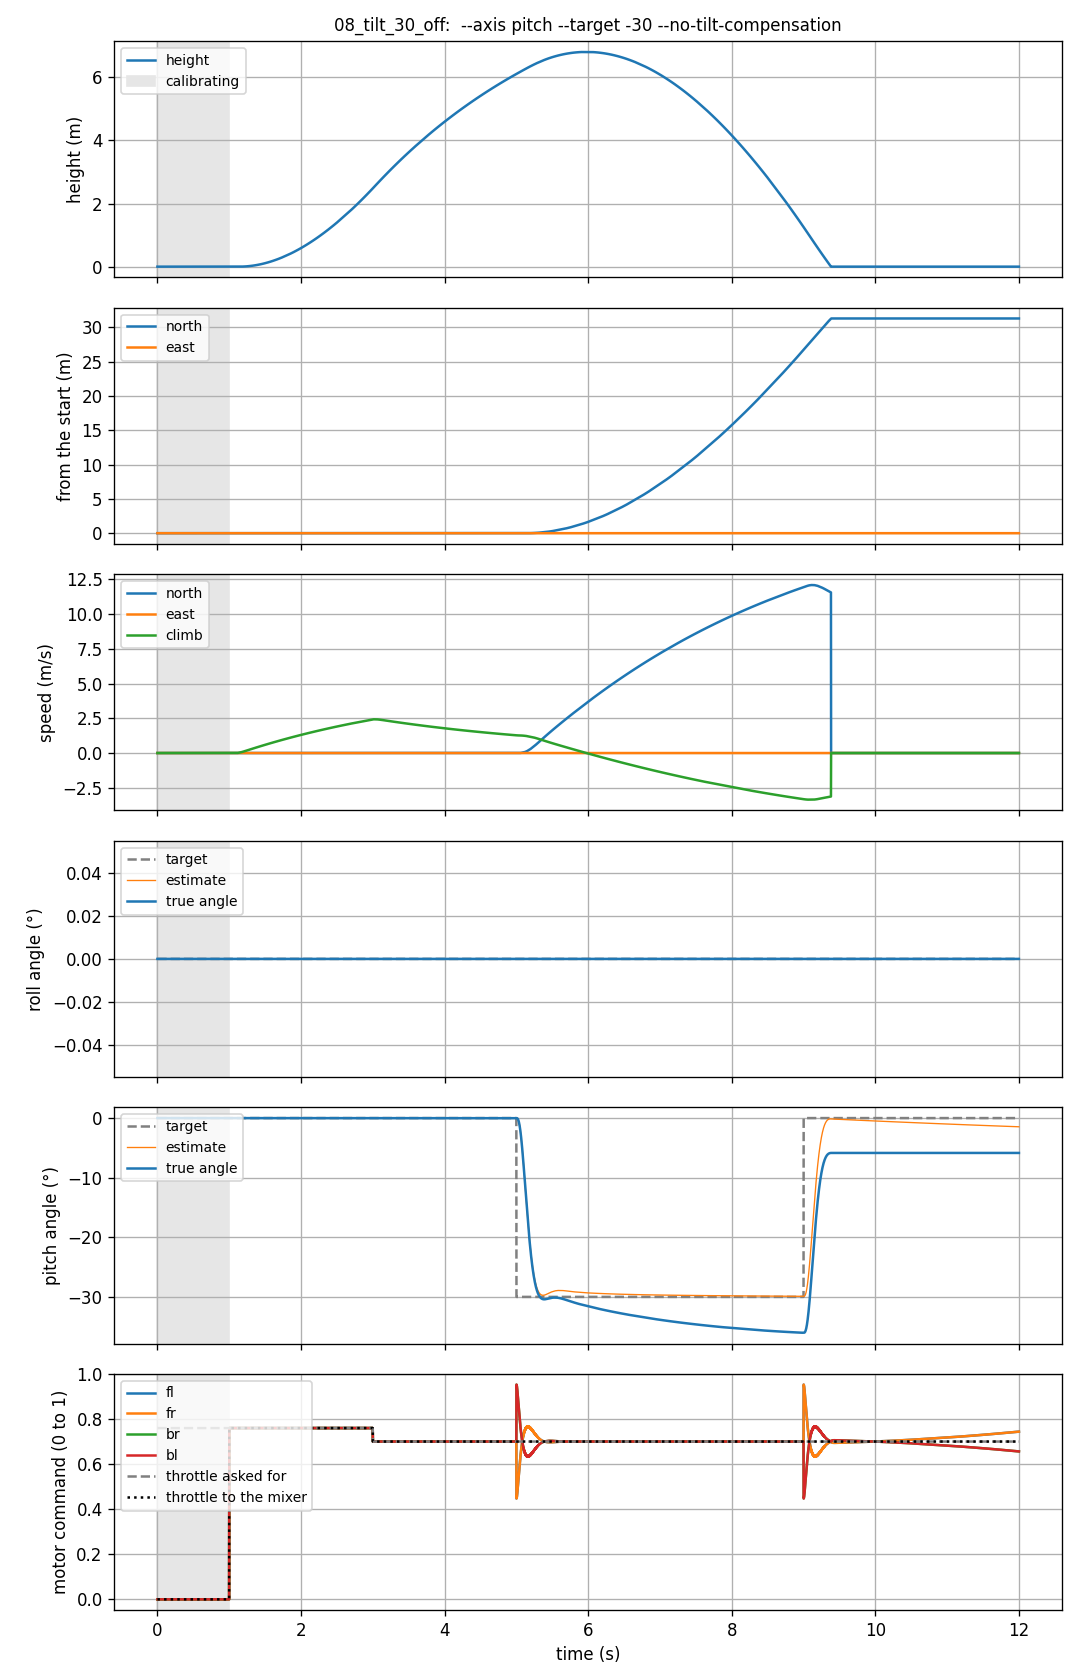 08_tilt_30_off:  --axis pitch --target -30 --no-tilt-compensation
height (m)
6
4
2
0
height
calibrating
from the start (m)
30
25
20
15
10
5
0
north
east
speed (m/s)
12.5
10.0
7.5
5.0
2.5
0.0
−2.5
north
east
climb
roll angle (°)
0.04
0.02
0.00
−0.02
−0.04
target
estimate
true angle
pitch angle (°)
0
−10
−20
−30
target
estimate
true angle
motor command (0 to 1)
1.0
0.8
0.6
0.4
0.2
0.0
fl
fr
br
bl
throttle asked for
throttle to the mixer
0 2 4 6 8 10 12
time (s)